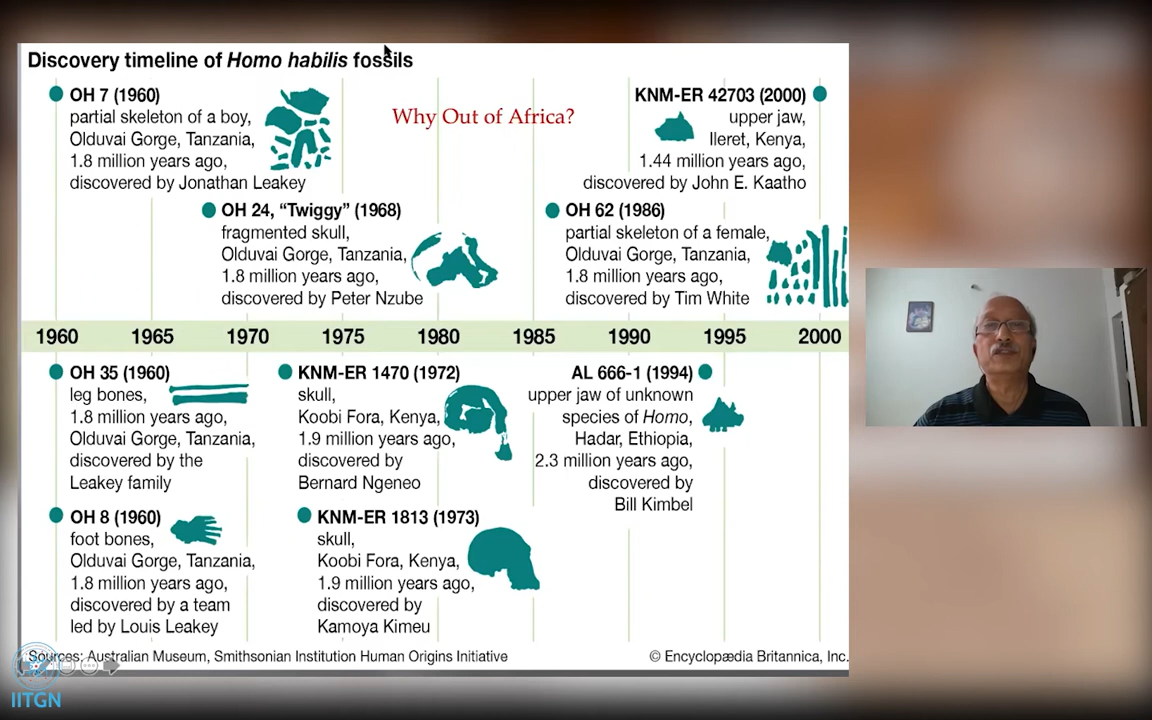 Discovery timeline of Homo habilis fossils
OH 7 (1960)
partial skeleton of a boy,
Olduvai Gorge, Tanzania,
1.8 million years ago,
discovered by Jonathan Leakey
Why Out of Africa?
KNM-ER 42703 (2000)
upper jaw,
Ileret, Kenya,
1.44 million years ago,
discovered by John E. Kaatho
OH 24, “Twiggy” (1968)
fragmented skull,
Olduvai Gorge, Tanzania,
1.8 million years ago,
discovered by Peter Nzube
OH 62 (1986)
partial skeleton of a female,
Olduvai Gorge, Tanzania,
1.8 million years ago,
discovered by Tim White
1960 1965 1970 1975 1980 1985 1990 1995 2000
OH 35 (1960)
leg bones,
1.8 million years ago,
Olduvai Gorge, Tanzania,
discovered by the
Leakey family
KNM-ER 1470 (1972)
skull,
Koobi Fora, Kenya,
1.9 million years ago,
discovered by
Bernard Ngeneo
AL 666-1 (1994)
upper jaw of unknown
species of Homo,
Hadar, Ethiopia,
2.3 million years ago,
discovered by
Bill Kimbel
OH 8 (1960)
foot bones,
Olduvai Gorge, Tanzania,
1.8 million years ago,
discovered by a team
led by Louis Leakey
KNM-ER 1813 (1973)
skull,
Koobi Fora, Kenya,
1.9 million years ago,
discovered by
Kamoya Kimeu
Sources: Australian Museum, Smithsonian Institution Human Origins Initiative
© Encyclopædia Britannica, Inc.
IITGN